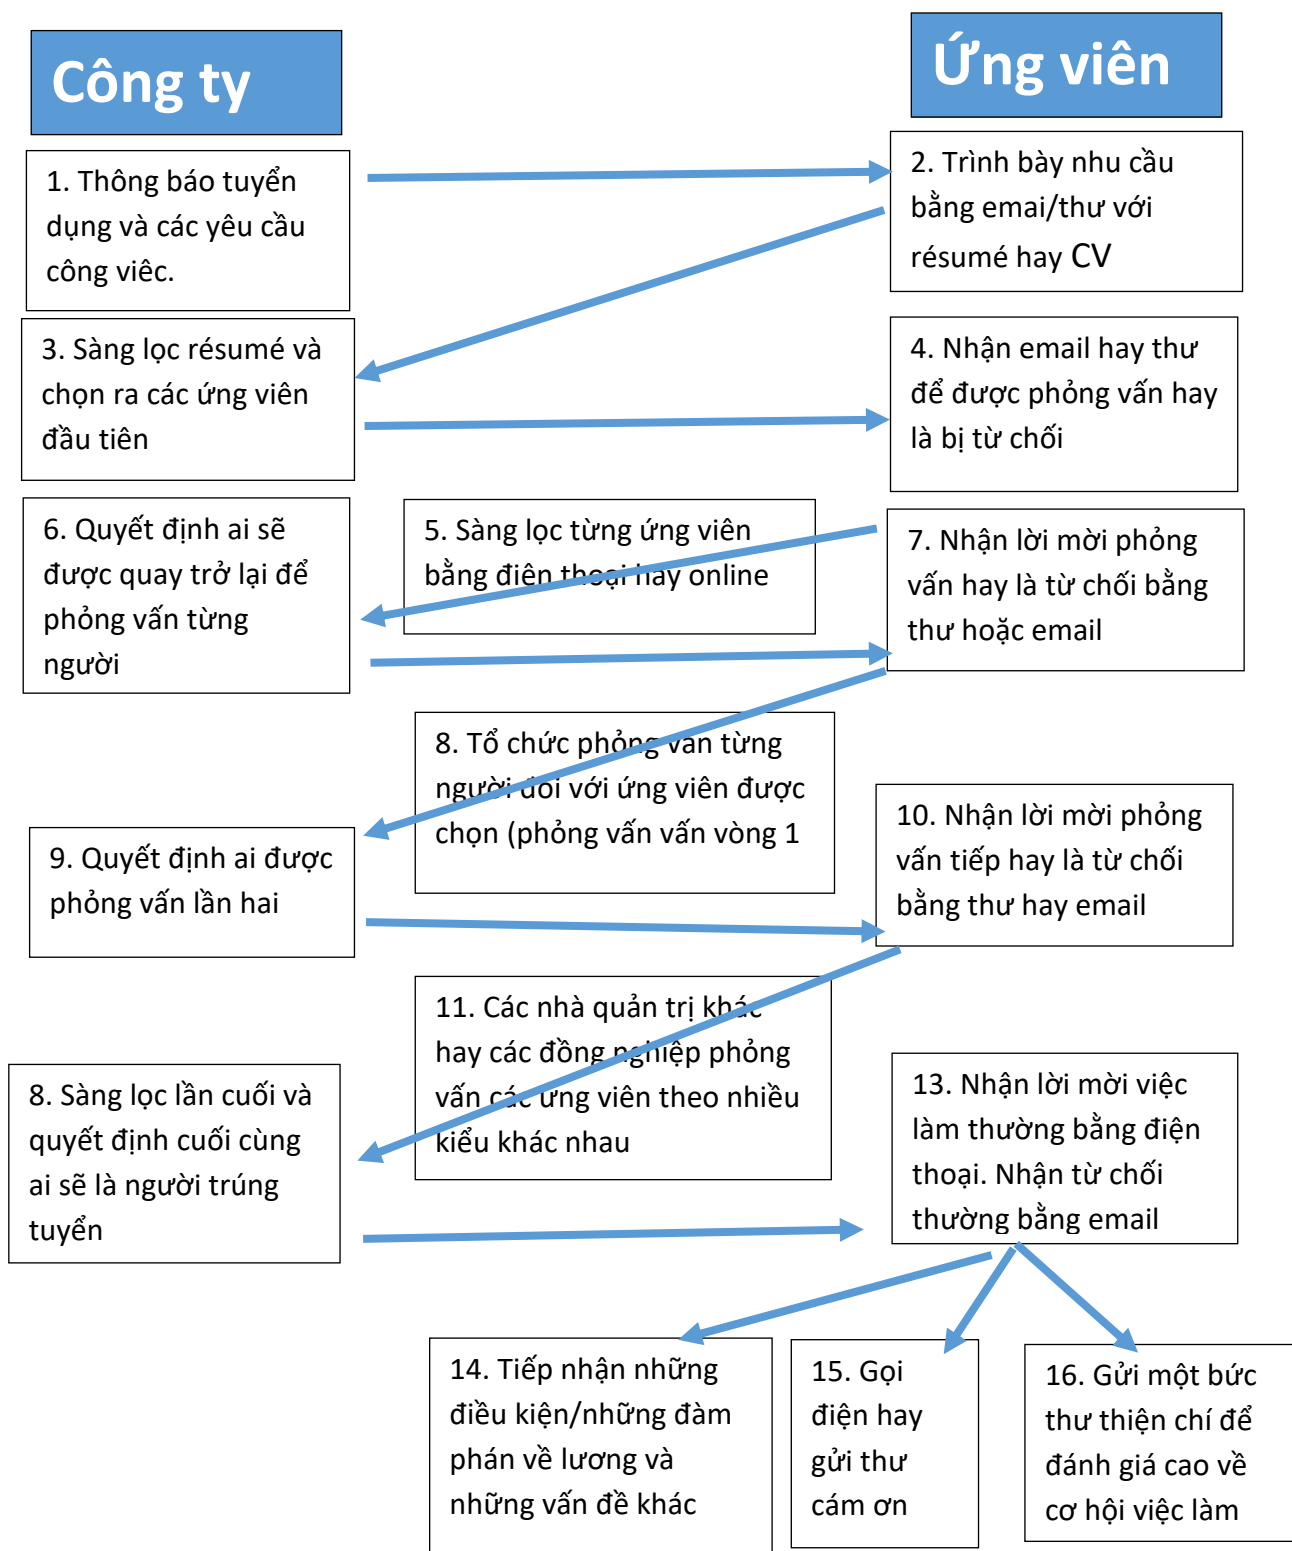 Công ty
Ứng viên
1. Thông báo tuyển
dụng và các yêu cầu
công viêc.
2. Trình bày nhu cầu
bằng emai/thư với
résumé hay CV
3. Sàng lọc résumé và
chọn ra các ứng viên
đầu tiên
4. Nhận email hay thư
để được phỏng vấn hay
là bị từ chối
6. Quyết định ai sẽ
được quay trở lại để
phỏng vấn từng
người
5. Sàng lọc từng ứng viên
bằng điện thoại hay online
7. Nhận lời mời phỏng
vấn hay là từ chối bằng
thư hoặc email
8. Tổ chức phỏng vấn từng
người đối với ứng viên được
chọn (phỏng vấn vấn vòng 1
9. Quyết định ai được
phỏng vấn lần hai
10. Nhận lời mời phỏng
vấn tiếp hay là từ chối
bằng thư hay email
11. Các nhà quản trị khác
hay các đồng nghiệp phỏng
vấn các ứng viên theo nhiều
kiểu khác nhau
8. Sàng lọc lần cuối và
quyết định cuối cùng
ai sẽ là người trúng
tuyển
13. Nhận lời mời việc
làm thường bằng điện
thoại. Nhận từ chối
thường bằng email
14. Tiếp nhận những
điều kiện/những đàm
phán về lương và
những vấn đề khác
15. Gọi
điện hay
gửi thư
cám ơn
16. Gửi một bức
thư thiện chí để
đánh giá cao về
cơ hội việc làm